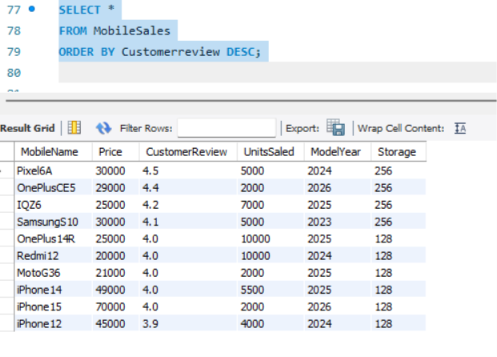 77 SELECT *
78 FROM MobileSales
79 ORDER BY Customerreview DESC;
80
Result Grid Filter Rows: Export: Wrap Cell Content:
MobileName Price CustomerReview UnitsSaled ModelYear Storage
Pixel6A 30000 4.5 5000 2024 256
OnePlusCE5 29000 4.4 2000 2026 256
IQZ6 25000 4.2 7000 2025 256
SamsungS10 30000 4.1 5000 2023 256
OnePlus14R 25000 4.0 10000 2025 128
Redmi12 20000 4.0 10000 2024 128
MotoG36 21000 4.0 2000 2025 128
iPhone14 49000 4.0 5500 2025 128
iPhone15 70000 4.0 2000 2026 128
iPhone12 45000 3.9 4000 2024 128